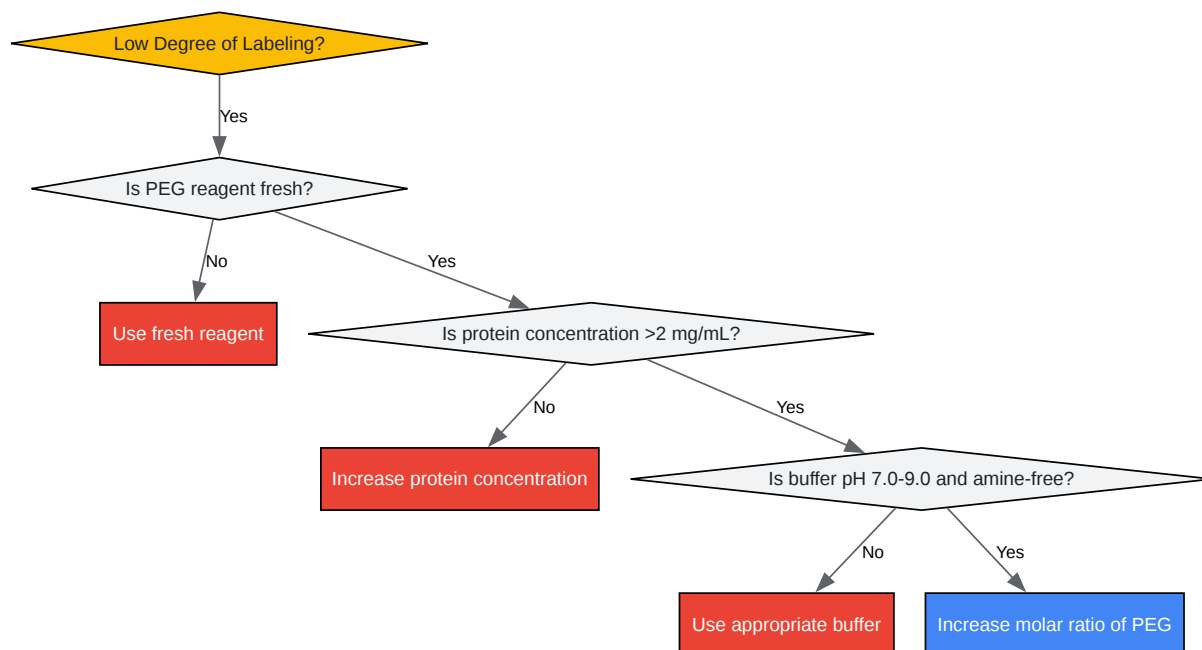 Low Degree of Labeling?
Yes
Is PEG reagent fresh?
No
Yes
Use fresh reagent
Is protein concentration >2 mg/mL?
No
Yes
Increase protein concentration
Is buffer pH 7.0-9.0 and amine-free?
No
Yes
Use appropriate buffer
Increase molar ratio of PEG